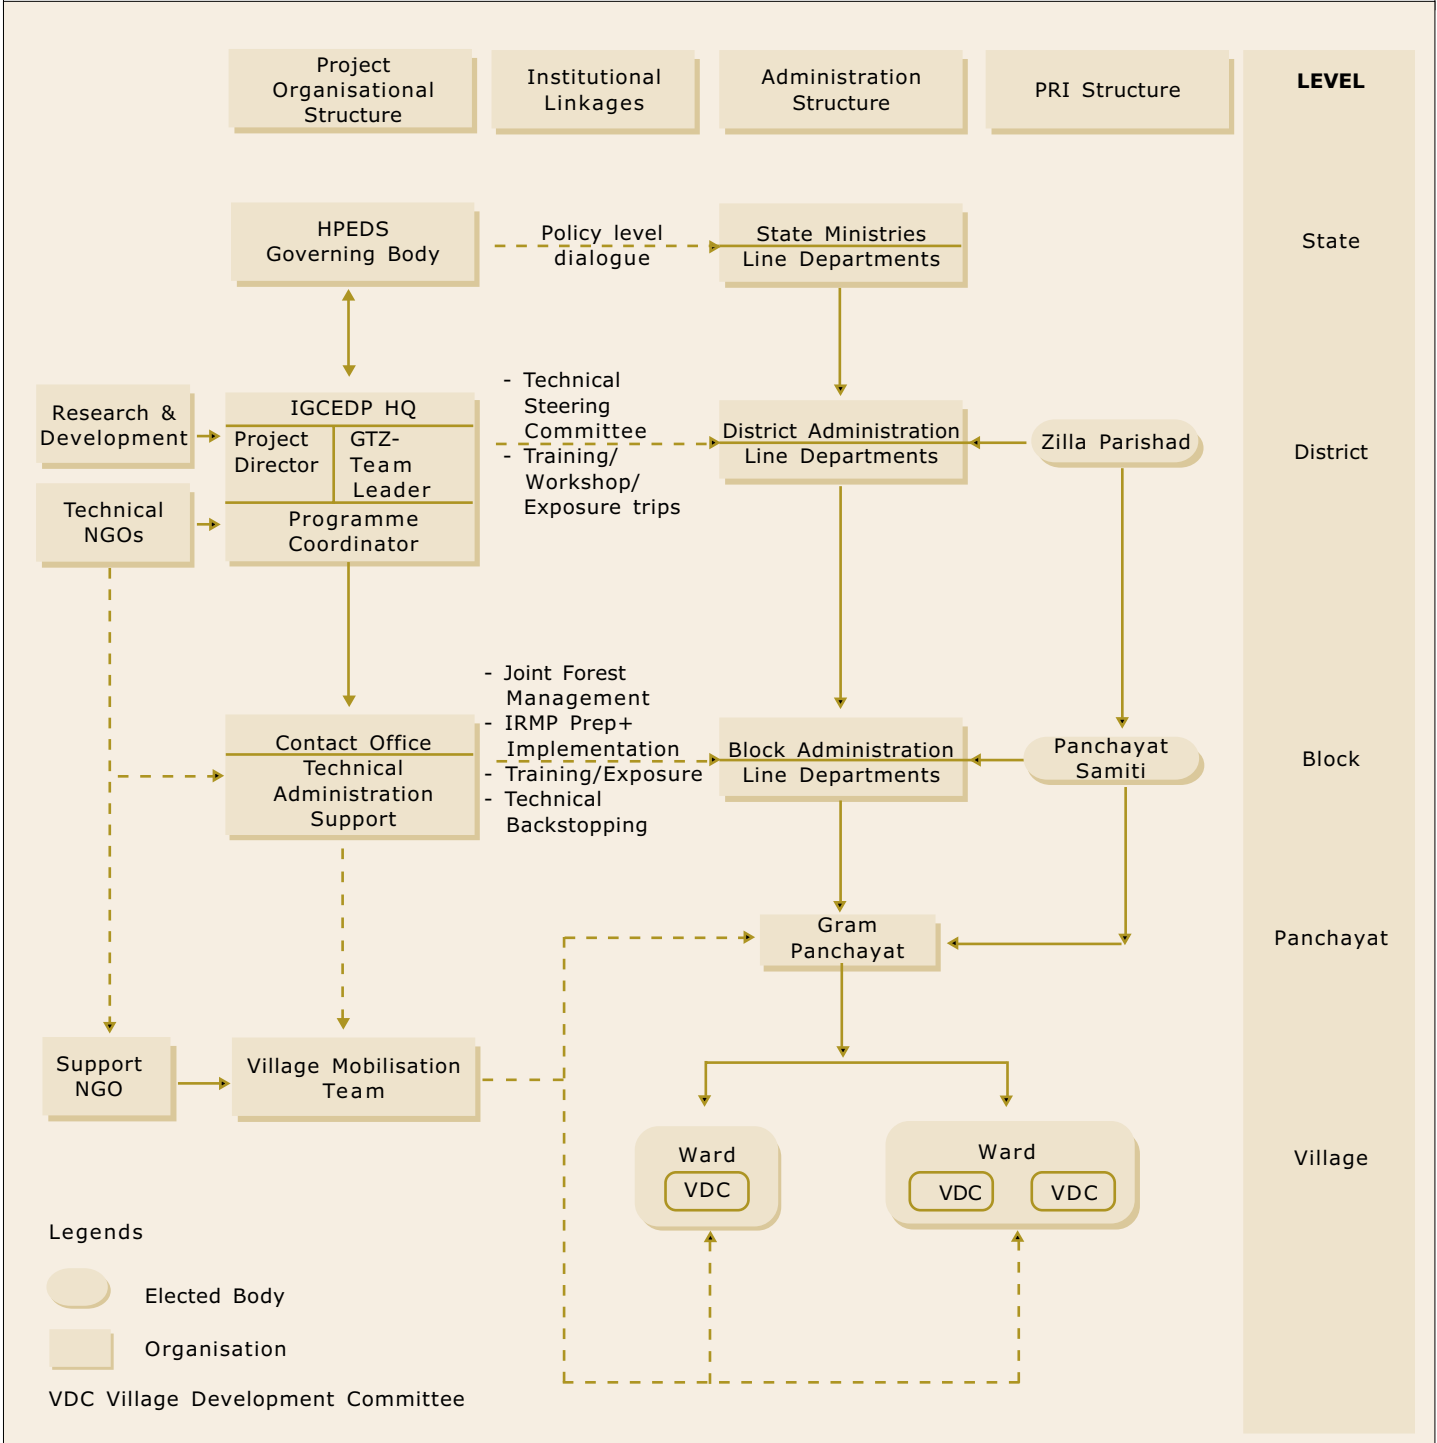 Project
Organisational
Structure
Institutional
Linkages
Administration
Structure
PRI Structure
LEVEL
HPEDS
Governing Body
Policy level
dialogue
State Ministries
Line Departments
State
Research &
Development
Technical
NGOs
IGCEDP HQ
Project
Director
GTZ-
Team
Leader
Programme
Coordinator
- Technical
Steering
Committee
- Training/
Workshop/
Exposure trips
District Administration
Line Departments
Zilla Parishad
District
Contact Office
Technical
Administration
Support
- Joint Forest
Management
- IRMP Prep+
Implementation
- Training/Exposure
- Technical
Backstopping
Block Administration
Line Departments
Panchayat
Samiti
Block
Gram
Panchayat
Panchayat
Support
NGO
Village Mobilisation
Team
Ward
VDC
Ward
VDC
VDC
Village
Legends
Elected Body
Organisation
VDC Village Development Committee